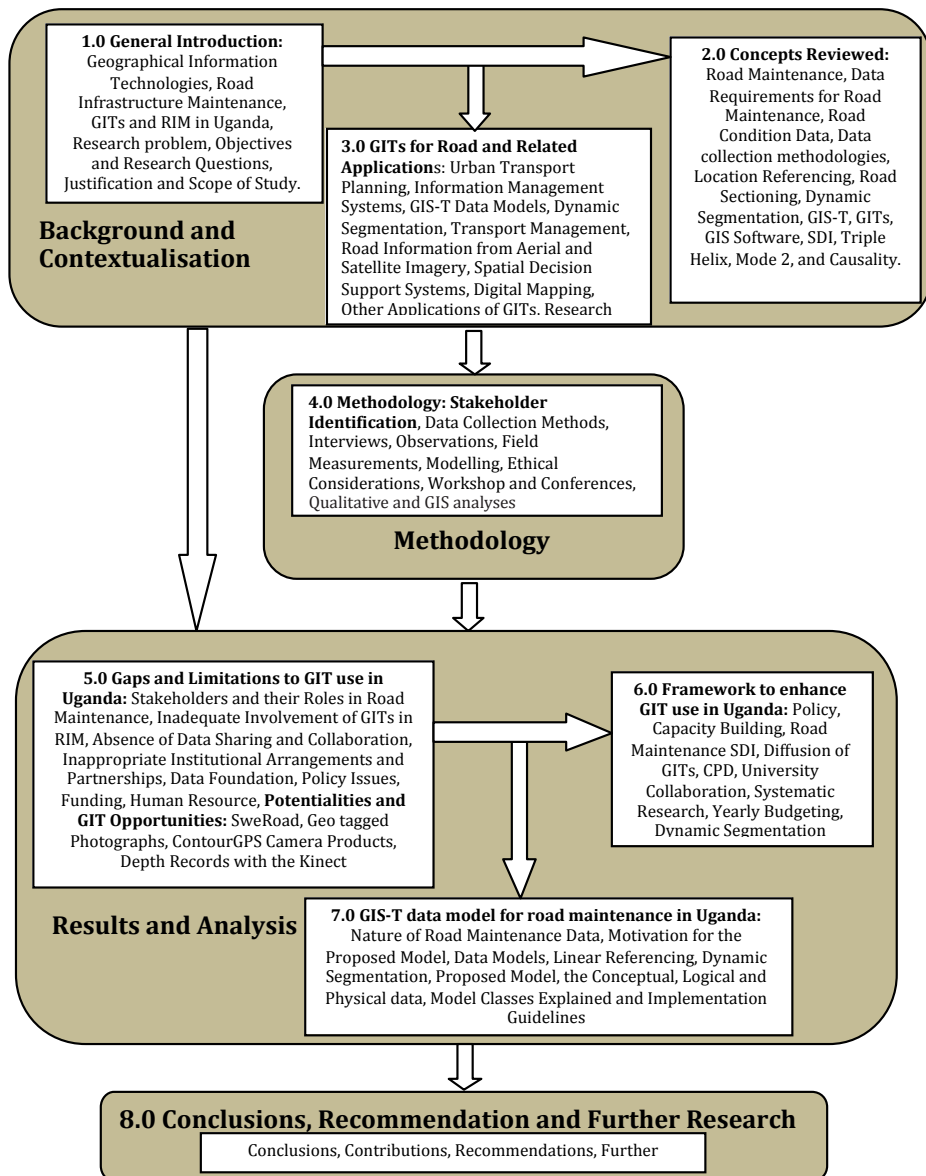 1.0 General Introduction:
Geographical Information
Technologies, Road
Infrastructure Maintenance,
GITs and RIM in Uganda,
Research problem, Objectives
and Research Questions,
Justification and Scope of Study.
2.0 Concepts Reviewed:
Road Maintenance, Data
Requirements for Road
Maintenance, Road
Condition Data, Data
collection methodologies,
Location Referencing, Road
Sectioning, Dynamic
Segmentation, GIS-T, GITs,
GIS Software, SDI, Triple
Helix, Mode 2, and Causality.
3.0 GITs for Road and Related
Applications: Urban Transport
Planning, Information Management
Systems, GIS-T Data Models, Dynamic
Segmentation, Transport Management,
Road Information from Aerial and
Satellite Imagery, Spatial Decision
Support Systems, Digital Mapping,
Other Applications of GITs. Research
Background and
Contextualisation
4.0 Methodology: Stakeholder
Identification, Data Collection Methods,
Interviews, Observations, Field
Measurements, Modelling, Ethical
Considerations, Workshop and Conferences,
Qualitative and GIS analyses
Methodology
5.0 Gaps and Limitations to GIT use in
Uganda: Stakeholders and their Roles in Road
Maintenance, Inadequate Involvement of GITs in
RIM, Absence of Data Sharing and Collaboration,
Inappropriate Institutional Arrangements and
Partnerships, Data Foundation, Policy Issues,
Funding, Human Resource, Potentialities and
GIT Opportunities: SweRoad, Geo tagged
Photographs, ContourGPS Camera Products,
Depth Records with the Kinect
6.0 Framework to enhance
GIT use in Uganda: Policy,
Capacity Building, Road
Maintenance SDI, Diffusion of
GITs, CPD, University
Collaboration, Systematic
Research, Yearly Budgeting,
Dynamic Segmentation
Results and Analysis
7.0 GIS-T data model for road maintenance in Uganda:
Nature of Road Maintenance Data, Motivation for the
Proposed Model, Data Models, Linear Referencing, Dynamic
Segmentation, Proposed Model, the Conceptual, Logical and
Physical data, Model Classes Explained and Implementation
Guidelines
8.0 Conclusions, Recommendation and Further Research
Conclusions, Contributions, Recommendations, Further